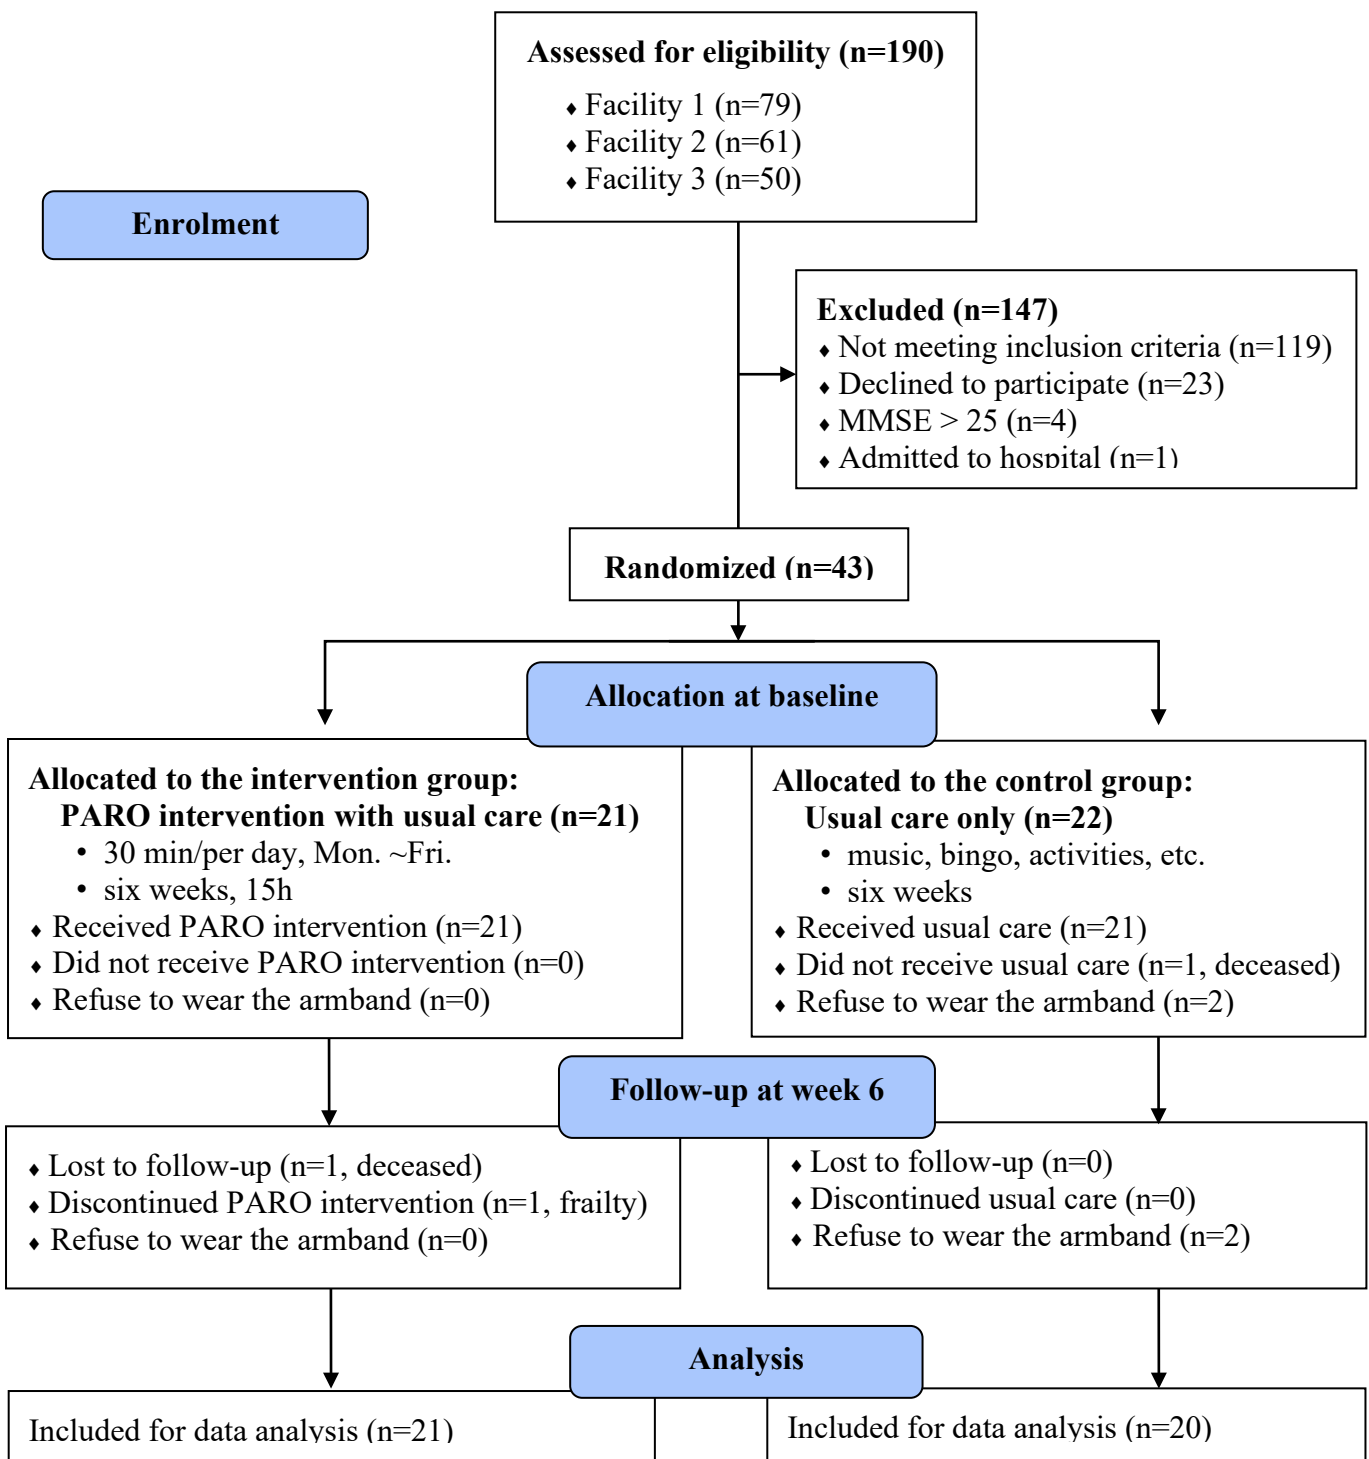 Assessed for eligibility (n=190)
⬧ Facility 1 (n=79)
⬧ Facility 2 (n=61)
⬧ Facility 3 (n=50)
Enrolment
Excluded (n=147)
⬧ Not meeting inclusion criteria (n=119)
⬧ Declined to participate (n=23)
⬧ MMSE > 25 (n=4)
⬧ Admitted to hospital (n=1)
Randomized (n=43)
Allocation at baseline
Allocated to the intervention group:
PARO intervention with usual care (n=21)
• 30 min/per day, Mon. ~Fri.
• six weeks, 15h
⬧ Received PARO intervention (n=21)
⬧ Did not receive PARO intervention (n=0)
⬧ Refuse to wear the armband (n=0)
Allocated to the control group:
Usual care only (n=22)
• music, bingo, activities, etc.
• six weeks
⬧ Received usual care (n=21)
⬧ Did not receive usual care (n=1, deceased)
⬧ Refuse to wear the armband (n=2)
Follow-up at week 6
⬧ Lost to follow-up (n=1, deceased)
⬧ Discontinued PARO intervention (n=1, frailty)
⬧ Refuse to wear the armband (n=0)
⬧ Lost to follow-up (n=0)
⬧ Discontinued usual care (n=0)
⬧ Refuse to wear the armband (n=2)
Analysis
Included for data analysis (n=21)
Included for data analysis (n=20)